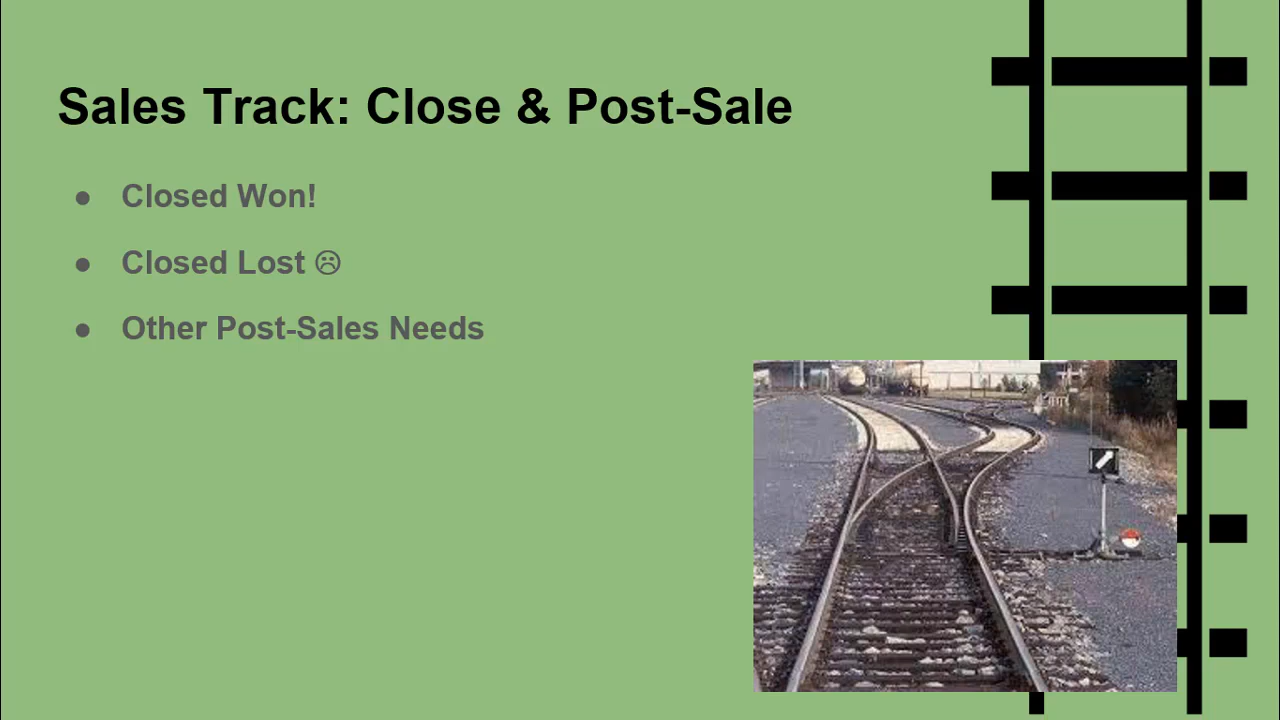 Sales Track: Close & Post-Sale
● Closed Won!
● Closed Lost ☹
● Other Post-Sales Needs